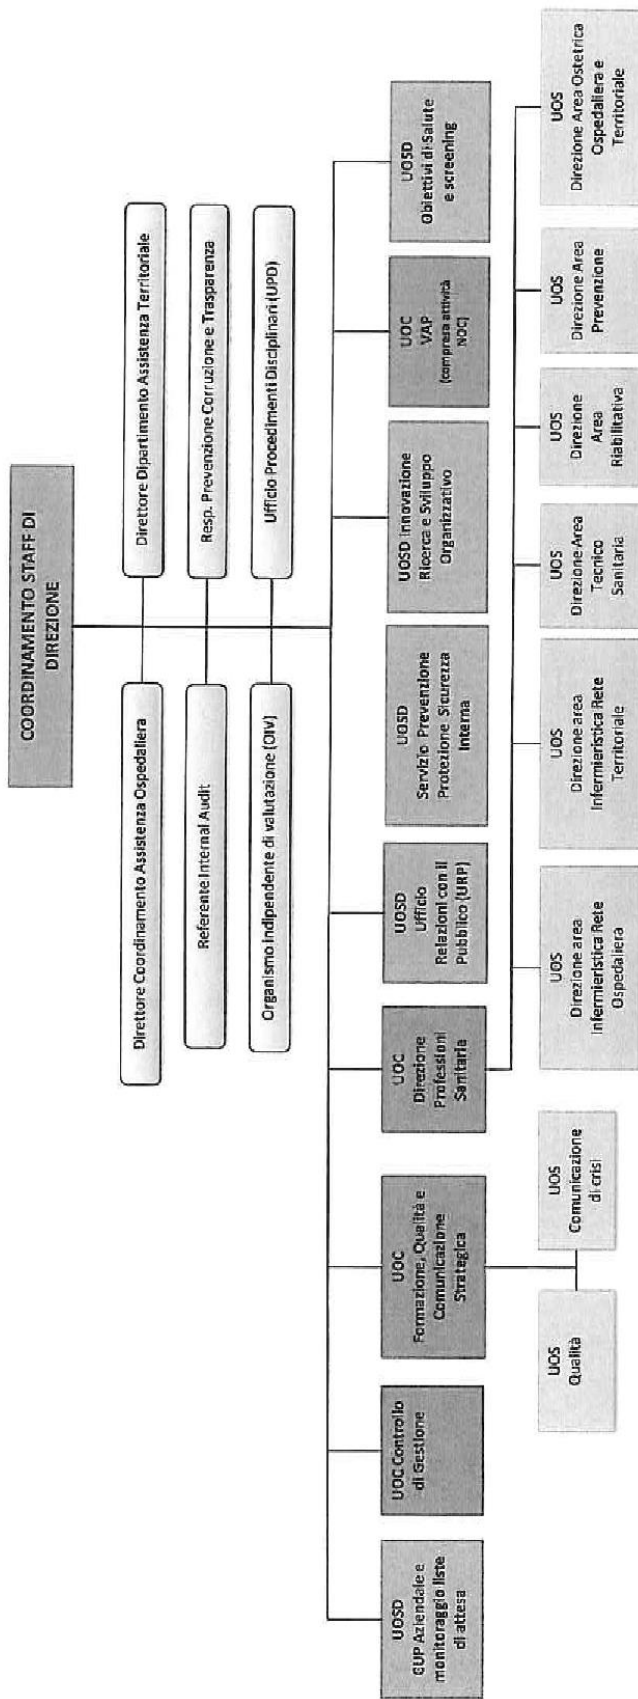 COORDINAMENTO STAFF DI
DIREZIONE
Direttore Coordinamento Assistenza Ospedaliera
Direttore Dipartimento Assistenza Territoriale
Referente Internal Audit
Resp. Prevenzione Corruzione e Trasparenza
Organismo Indipendente di valutazione (OIV)
Ufficio Procedimenti Disciplinari (UPD)
UOSD
CUP Aziendale e
monitoraggio liste
di attesa
UOC Controllo
di Gestione
UOC
Formazione, Qualità e
Comunicazione
Strategica
UOC
Direzione
Professioni
Sanitaria
UOSD
Ufficio
Relazioni con il
Pubblico (URP)
UOSD
Servizio Prevenzione
Protezione Sicurezza
Interna
UOSD Innovazione
Ricerca e Sviluppo
Organizzativo
UOC
VAP
(compresa attività
NOC)
UOSD
Obiettivi di Salute
e screening
UOS
Qualità
UOS
Comunicazione
di crisi
UOS
Direzione area
Infermieristica Rete
Ospedaliera
UOS
Direzione area
Infermieristica Rete
Territoriale
UOS
Direzione Area
Tecnico
Sanitaria
UOS
Direzione
Area
Riabilitativa
UOS
Direzione Area
Prevenzione
UOS
Direzione Area Ostetrica
Ospedaliera e
Territoriale